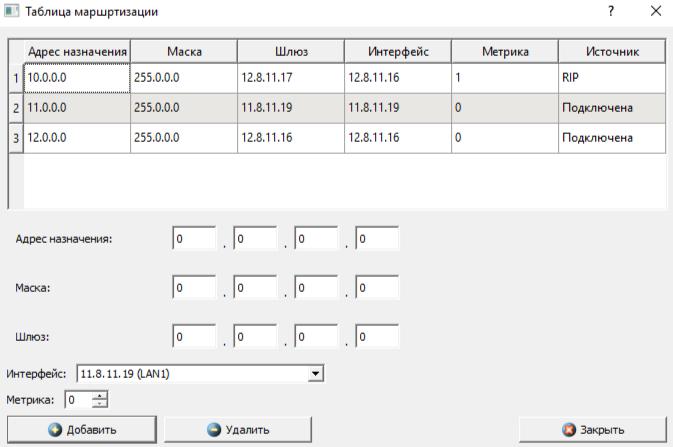 Таблица маршртизации
Адрес назначения Маска Шлюз Интерфейс Метрика Источник
1 10.0.0.0 255.0.0.0 12.8.11.17 12.8.11.16 1 RIP
2 11.0.0.0 255.0.0.0 11.8.11.19 11.8.11.19 0 Подключена
3 12.0.0.0 255.0.0.0 12.8.11.16 12.8.11.16 0 Подключена
Адрес назначения: 0 . 0 . 0 . 0
Маска: 0 . 0 . 0 . 0
Шлюз: 0 . 0 . 0 . 0
Интерфейс: 11.8.11.19 (LAN1)
Метрика: 0
Добавить Удалить Закрыть